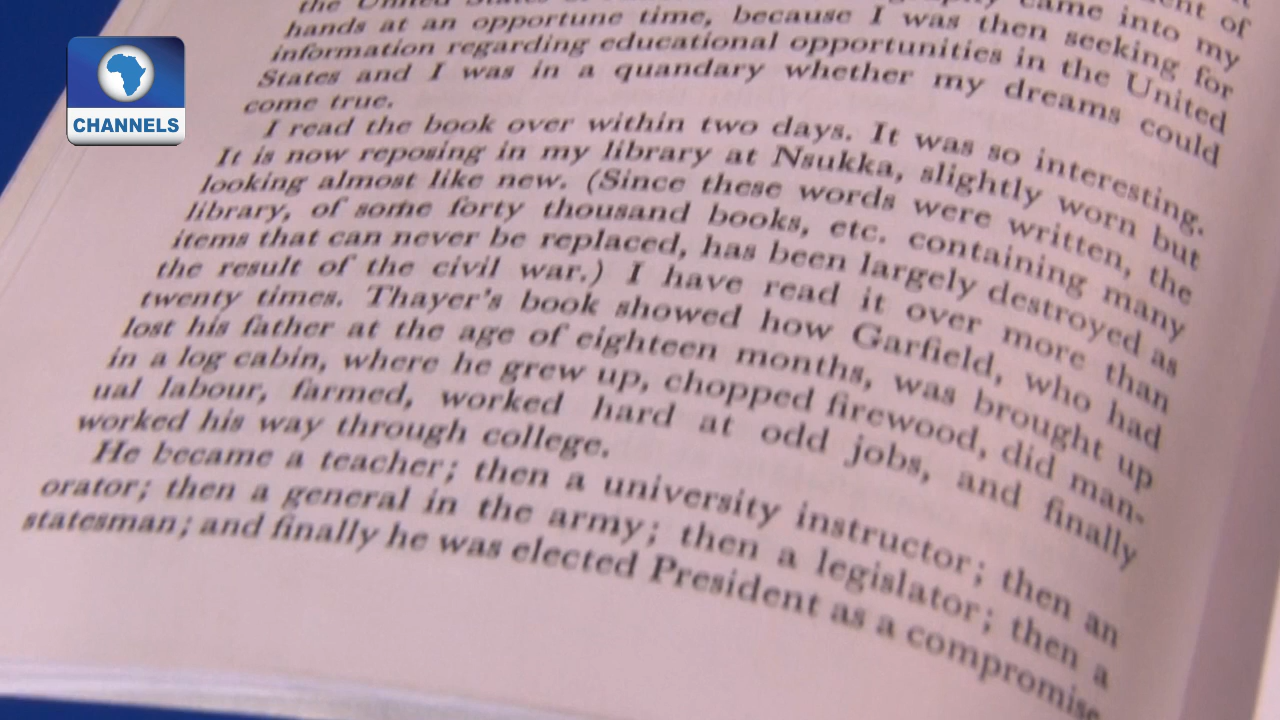 CHANNELS
the United States of
came into my
hands at an opportune time, because I was then seeking for
information regarding educational opportunities in the United
States and I was in a quandary whether my dreams could
come true.
I read the book over within two days. It was so interesting.
It is now reposing in my library at Nsukka, slightly worn but
looking almost like new. (Since these words were written, the
library, of some forty thousand books, etc. containing many
items that can never be replaced, has been largely destroyed as
the result of the civil war.) I have read it over more than
twenty times. Thayer's book showed how Garfield, who had
lost his father at the age of eighteen months, was brought up
in a log cabin, where he grew up, chopped firewood, did man-
ual labour, farmed, worked hard at odd jobs, and finally
worked his way through college.
He became a teacher; then a university instructor; then an
orator; then a general in the army; then a legislator; then a
statesman; and finally he was elected President as a compromise